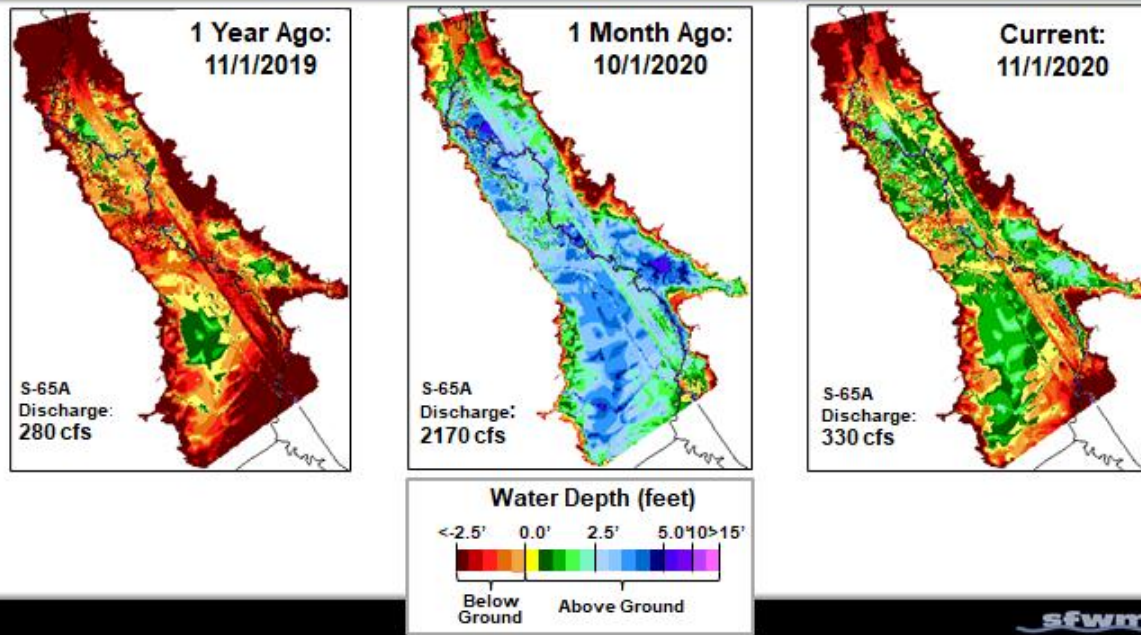 1 Year Ago:
11/1/2019
S-65A
Discharge:
280 cfs
1 Month Ago:
10/1/2020
S-65A
Discharge:
2170 cfs
Current:
11/1/2020
S-65A
Discharge:
330 cfs
Water Depth (feet)
<-2.5' 0.0' 2.5' 5.0'10'>15'
Below
Ground
Above Ground
sfwm